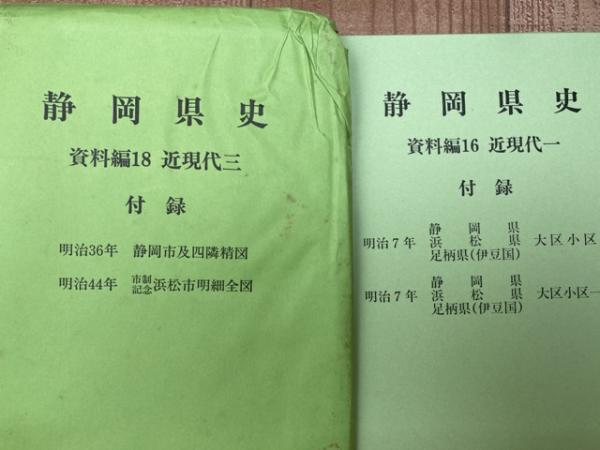 静岡県史
資料編18 近現代三
付録
明治36年 静岡市及四隣精図
明治44年 市制記念浜松市明細全図
静岡県史
資料編16 近現代一
付録
静岡県
明治7年 浜松県 大区小区
足柄県(伊豆国)
静岡県
明治7年 浜松県 大区小区一
足柄県(伊豆国)